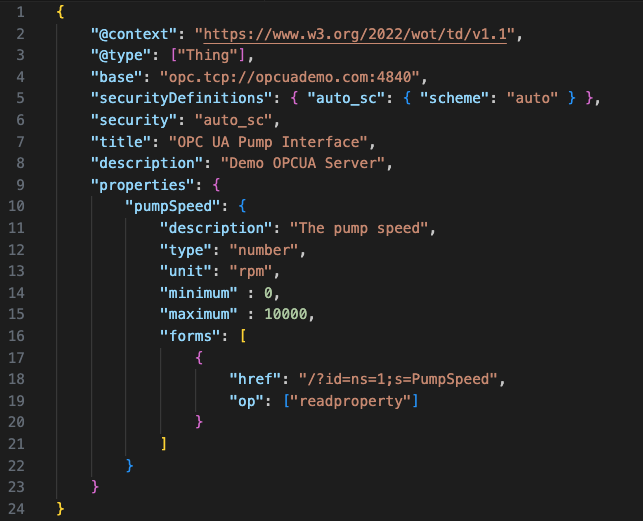 1 {
2 "@context": "https://www.w3.org/2022/wot/td/v1.1",
3 "@type": ["Thing"],
4 "base": "opc.tcp://opcuademo.com:4840",
5 "securityDefinitions": { "auto_sc": { "scheme": "auto" } },
6 "security": "auto_sc",
7 "title": "OPC UA Pump Interface",
8 "description": "Demo OPCUA Server",
9 "properties": {
10 "pumpSpeed": {
11 "description": "The pump speed",
12 "type": "number",
13 "unit": "rpm",
14 "minimum" : 0,
15 "maximum" : 10000,
16 "forms": [
17 {
18 "href": "/?id=ns=1;s=PumpSpeed",
19 "op": ["readproperty"]
20 }
21 ]
22 }
23 }
24 }